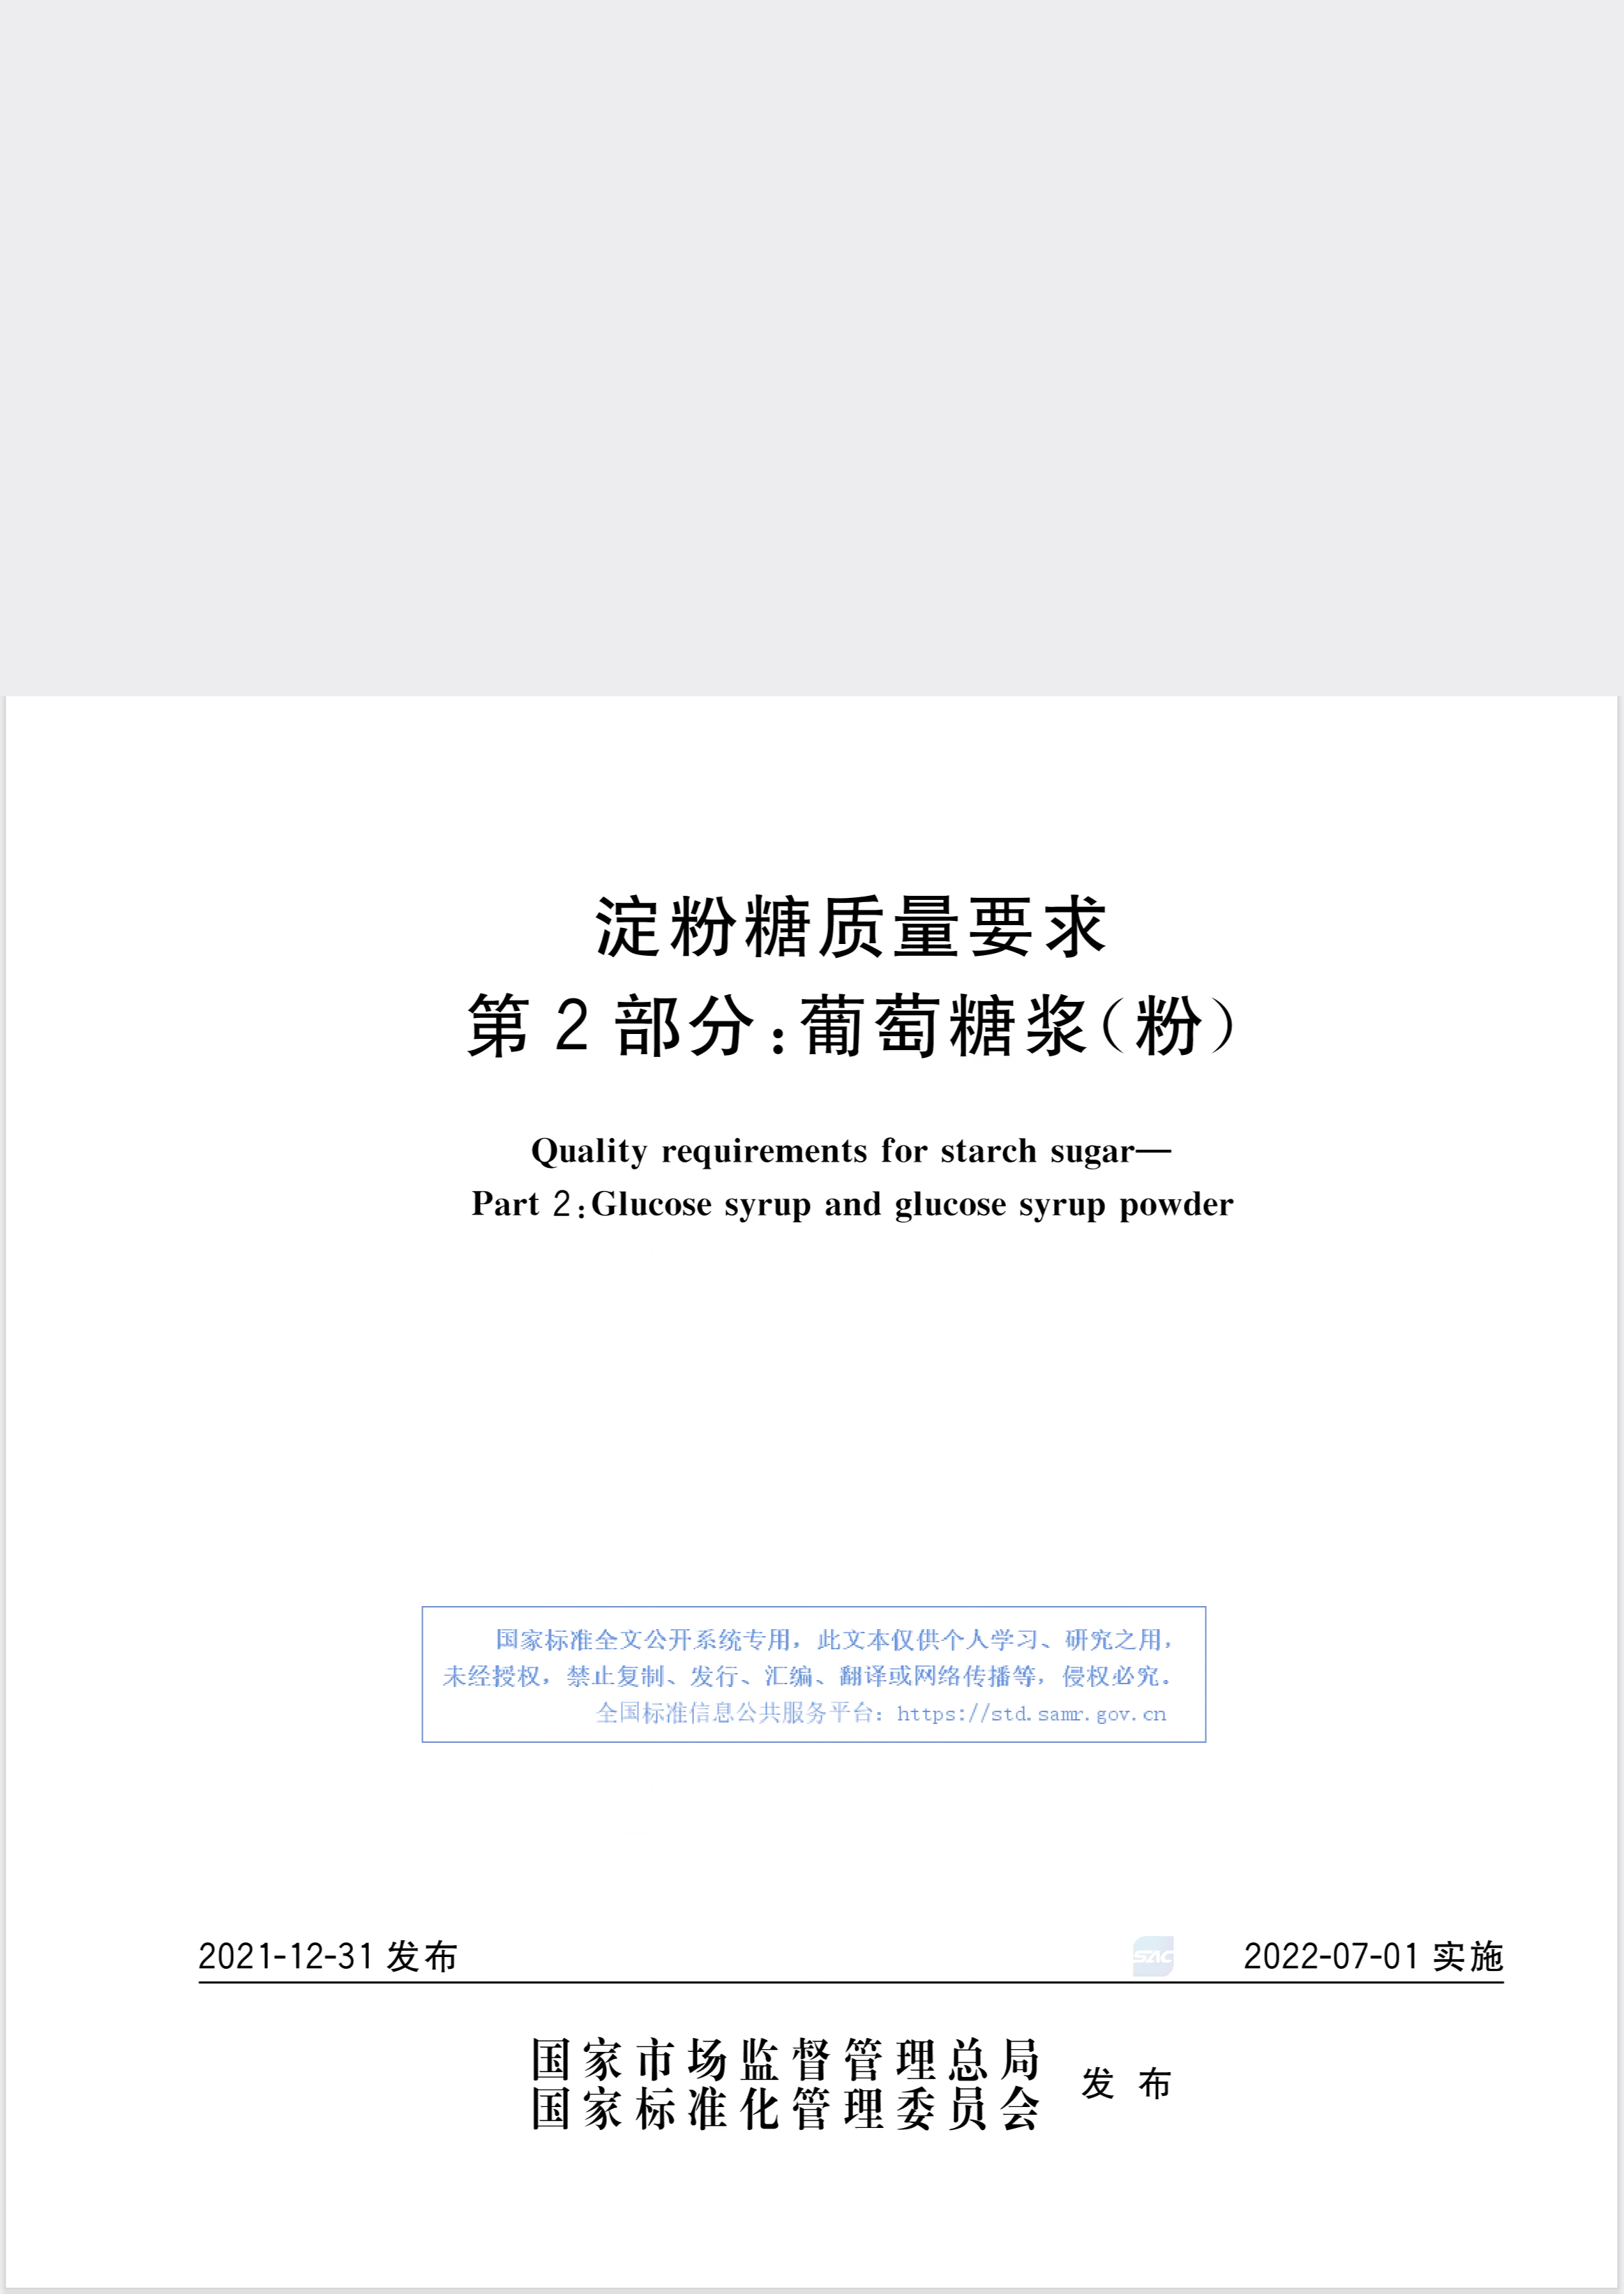 淀粉糖质量要求
第 2 部分:葡萄糖浆(粉)
Quality requirements for starch sugar—
Part 2:Glucose syrup and glucose syrup powder
国家标准全文公开系统专用，此文本仅供个人学习、研究之用，
未经授权，禁止复制、发行、汇编、翻译或网络传播等，侵权必究。
全国标准信息公共服务平台：https://std.samr.gov.cn
2021-12-31 发布
SAC
2022-07-01 实施
国家市场监督管理总局
国家标准化管理委员会
发布